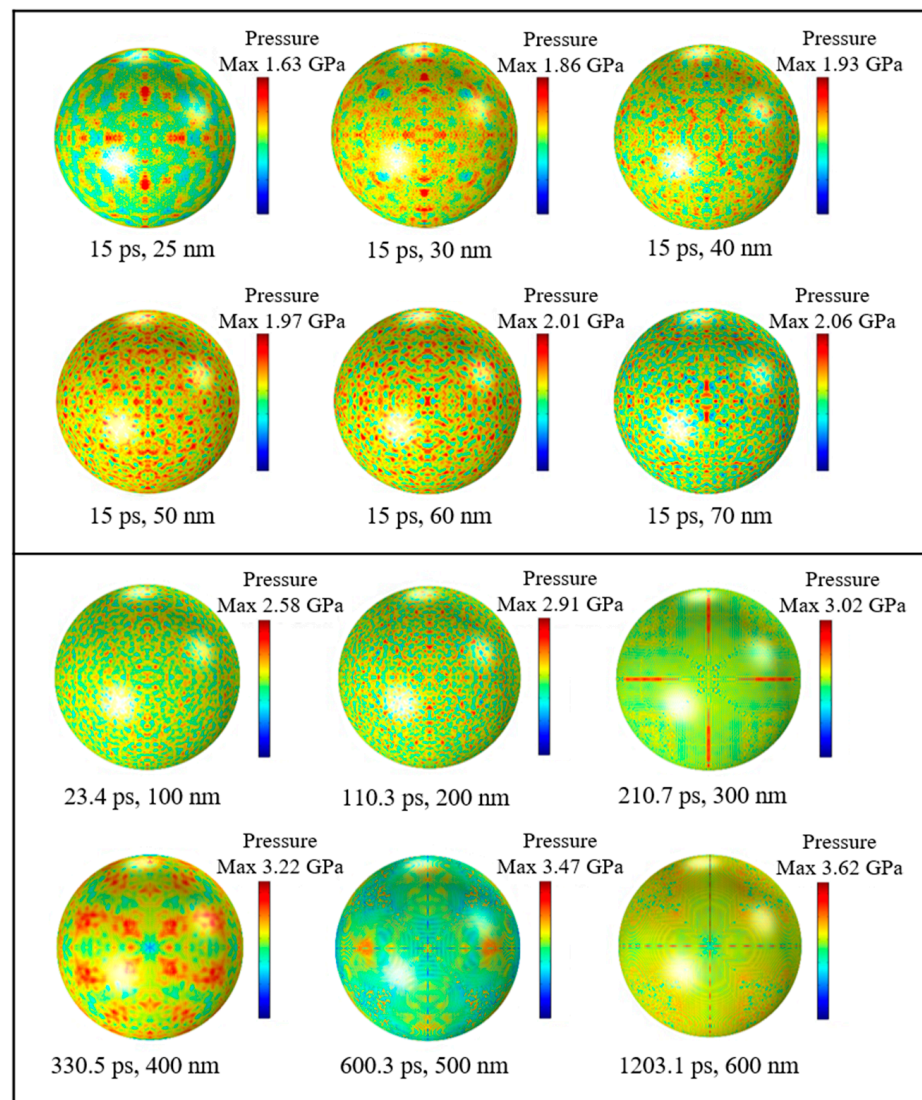 Pressure
Max 1.63 GPa
15 ps, 25 nm
Pressure
Max 1.86 GPa
15 ps, 30 nm
Pressure
Max 1.93 GPa
15 ps, 40 nm
Pressure
Max 1.97 GPa
15 ps, 50 nm
Pressure
Max 2.01 GPa
15 ps, 60 nm
Pressure
Max 2.06 GPa
15 ps, 70 nm
Pressure
Max 2.58 GPa
23.4 ps, 100 nm
Pressure
Max 2.91 GPa
110.3 ps, 200 nm
Pressure
Max 3.02 GPa
210.7 ps, 300 nm
Pressure
Max 3.22 GPa
330.5 ps, 400 nm
Pressure
Max 3.47 GPa
600.3 ps, 500 nm
Pressure
Max 3.62 GPa
1203.1 ps, 600 nm